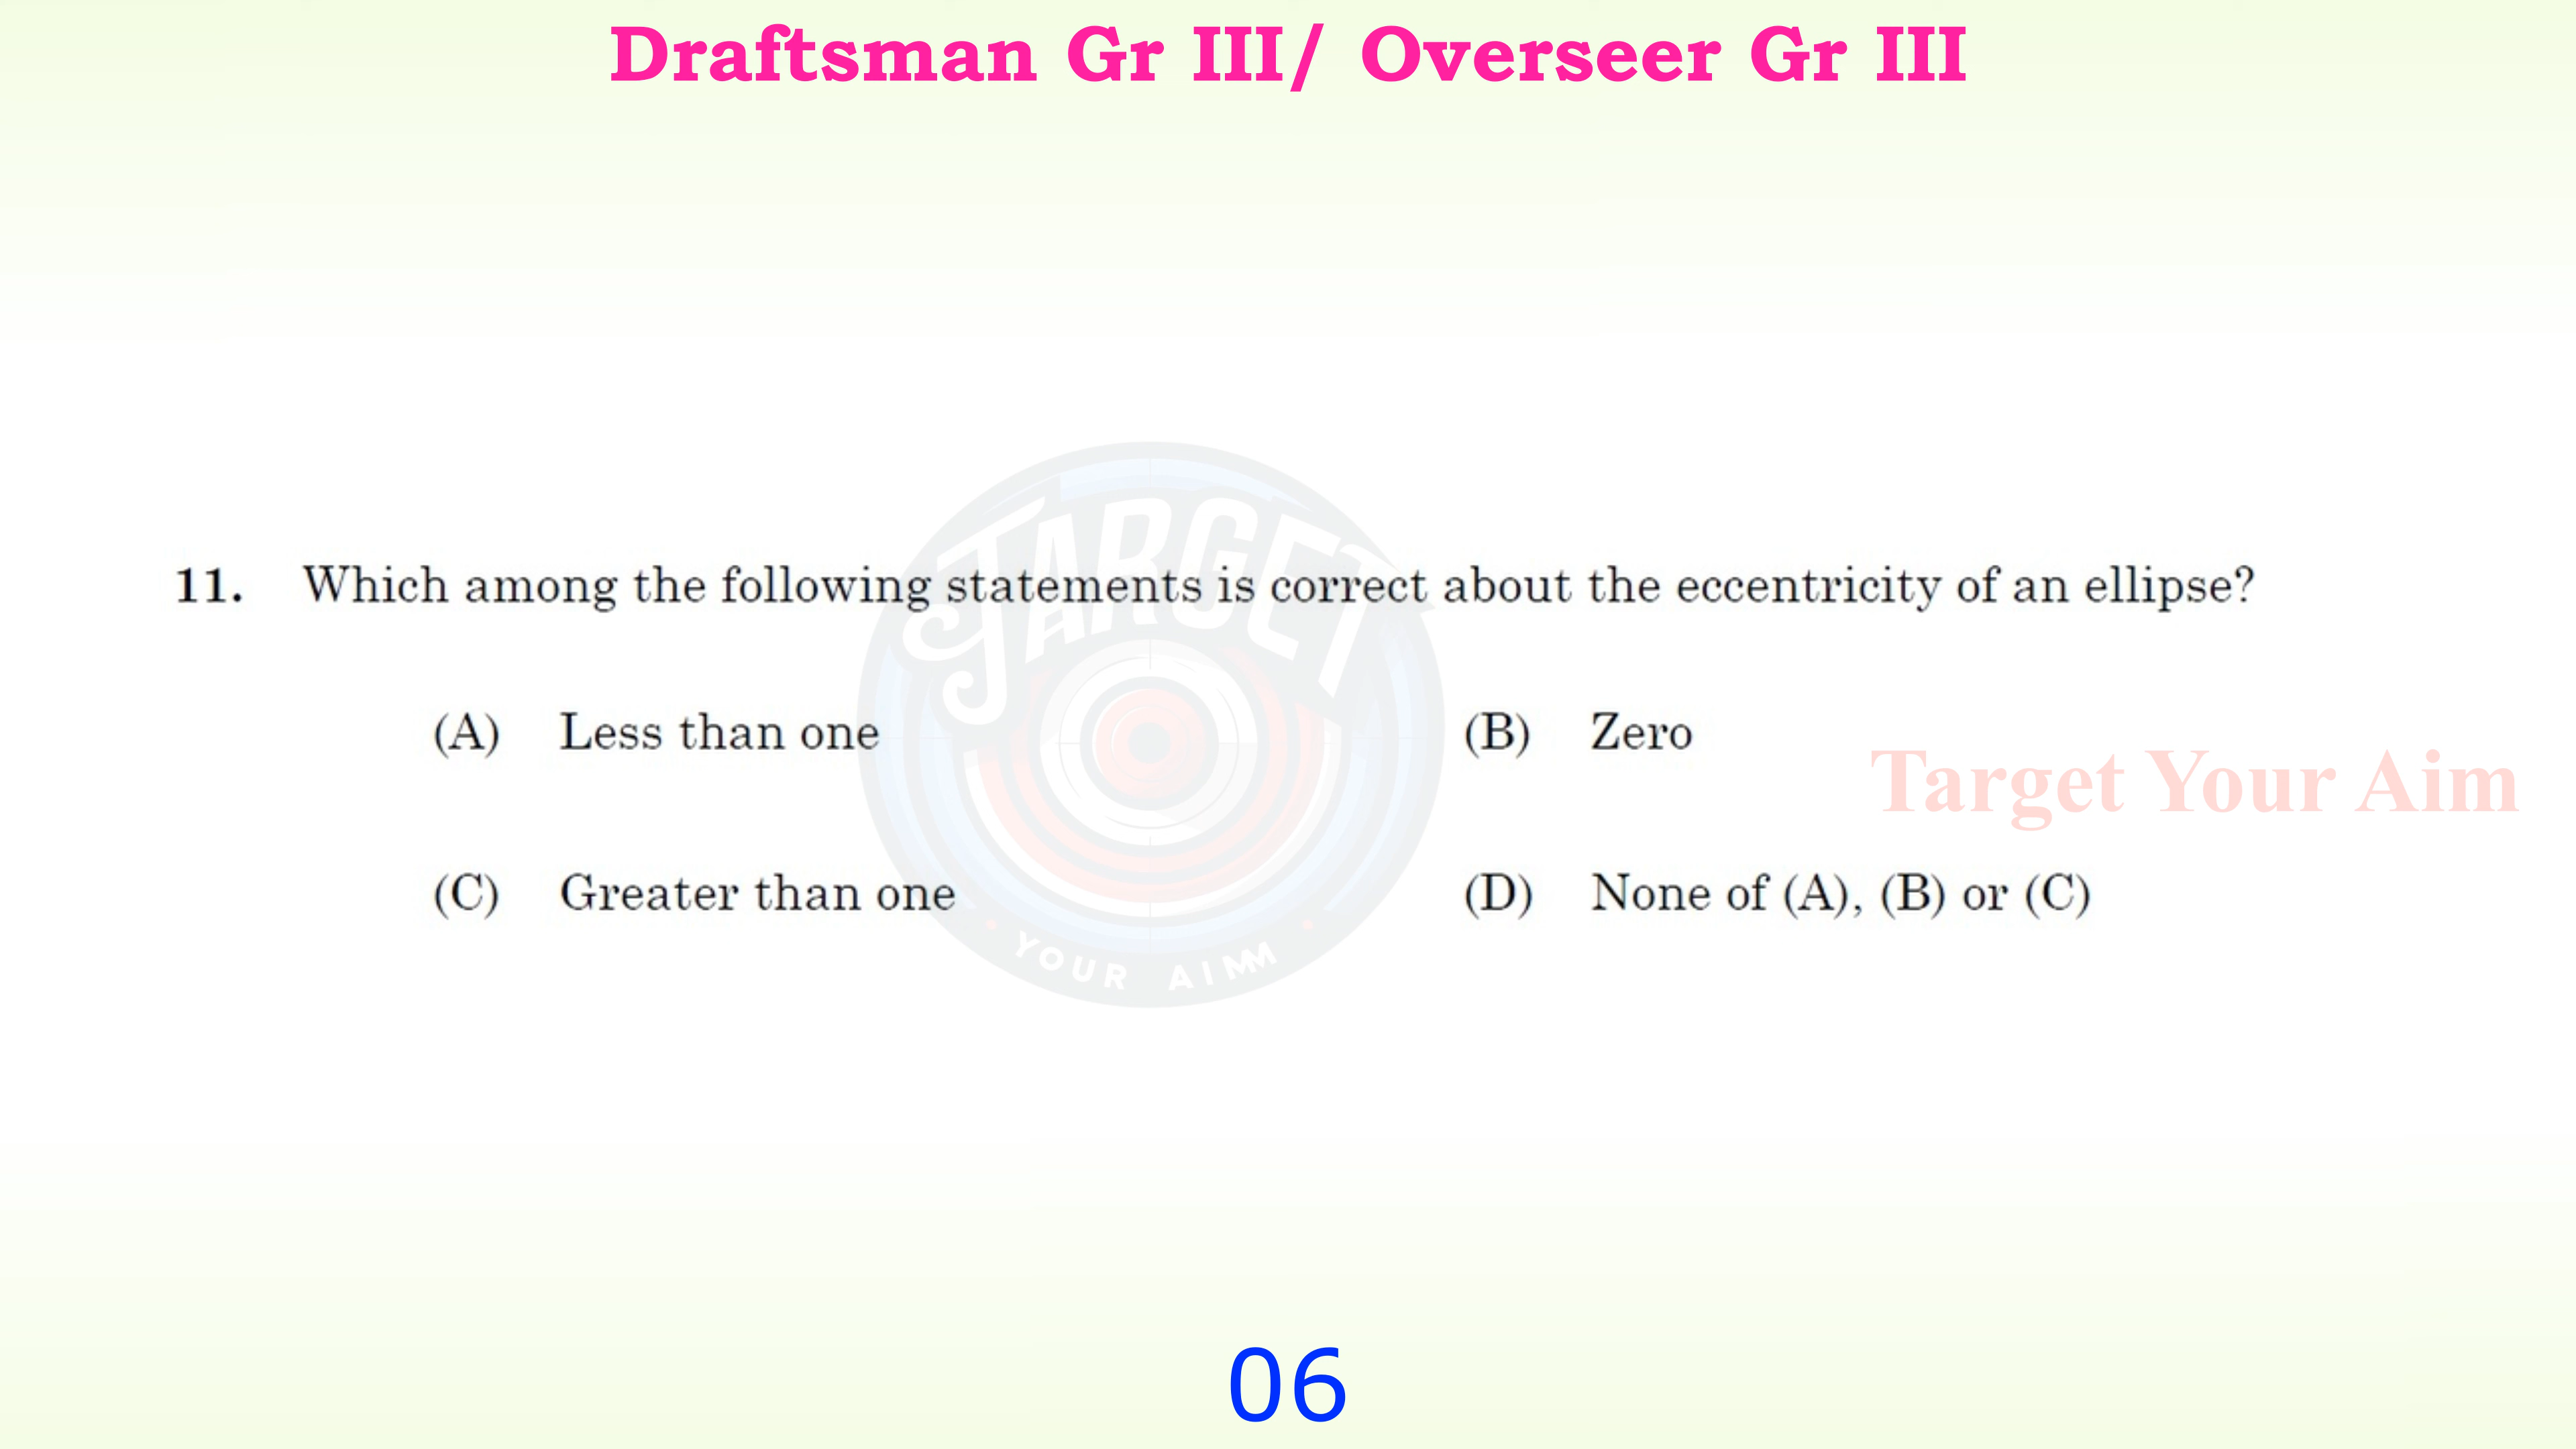 Draftsman Gr III/ Overseer Gr III
TARGET
11. Which among the following statements is correct about the eccentricity of an ellipse?
(A) Less than one (B) Zero
Target Your Aim
(C) Greater than one (D) None of (A), (B) or (C)
YOUR AIMM
06